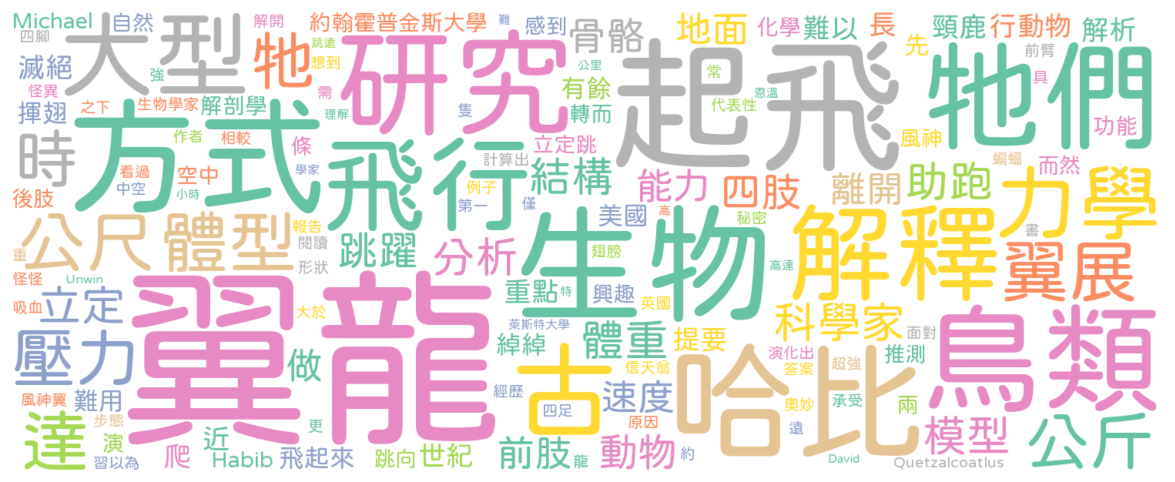 Michael 自然 解開 約翰霍普金斯大學 難 感到 骨骼 地面 化學 難以 長 頸鹿 行動物 解析
四腳 大型 牠 跳遠 研究 公里 起飛 常 先 牠們 前臂
滅絕 強 想到 有餘 代表性 恩溫 具
怪異 之下 生物學家 解剖學 需 理解 隻 轉而 風神 功能
揮翅 方式 作者 相較 條 立定跳 蝙蝠 而然
時 看過 空中 飛行 計算出 結構 能力 四肢 離開 助跑 力學
後肢 中空 小時 學家 例子 第一 僅 美國 秘密 書
公尺 體型 報告 跳躍 分析 生物 高 解釋 翼展
重 閱讀 形狀 翅膀 高達
怪怪 Unwin 翼龍 重點 特 興趣 英國 科學家 鳥類
吸血 立定 大於 萊斯特大學 面對
壓力 做 綽綽 體重 提要 演化出 超強 推測
古 信天翁 答案 哈比
風神翼 難用 經歷 四足 速度 奧妙 承受 兩
達 步態 演 近 更 原因 遠 模型 公斤
習以為 爬 Habib 飛起來 跳向 世紀 前肢 龍 動物 約 David Quetzalcoatlus